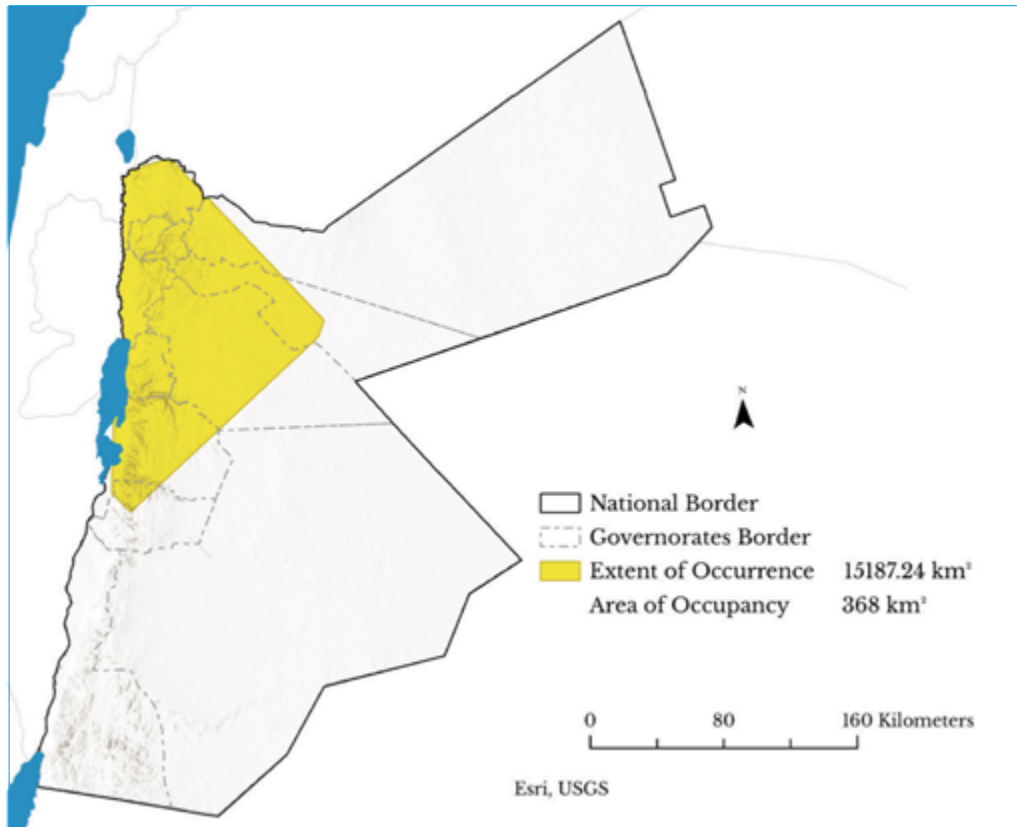 N
National Border
Governorates Border
Extent of Occurrence 15187.24 km²
Area of Occupancy 368 km²
0 80 160 Kilometers
Esri, USGS